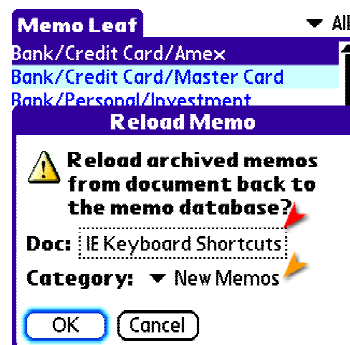 Memo Leaf All
Bank/Credit Card/Amex
Bank/Credit Card/Master Card
Bank/Personal/Investment
Reload Memo
Reload archived memos
from document back to
the memo database?
Doc: IE Keyboard Shortcuts
Category: New Memos
OK Cancel